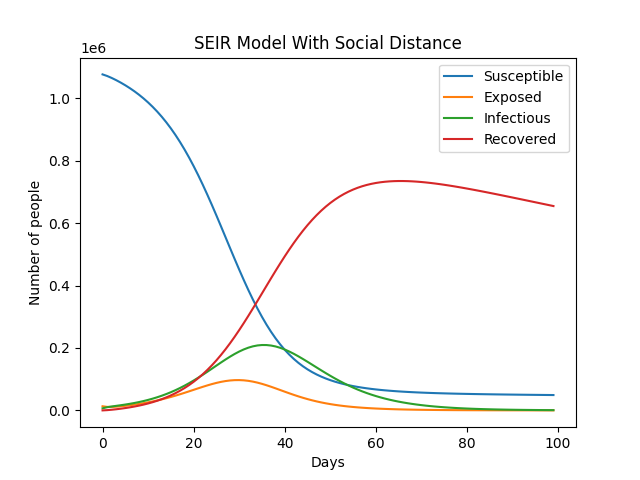 SEIR Model With Social Distance
1e6
Susceptible
Exposed
Infectious
Recovered
1.0
0.8
0.6
0.4
0.2
0.0
Number of people
0 20 40 60 80 100
Days